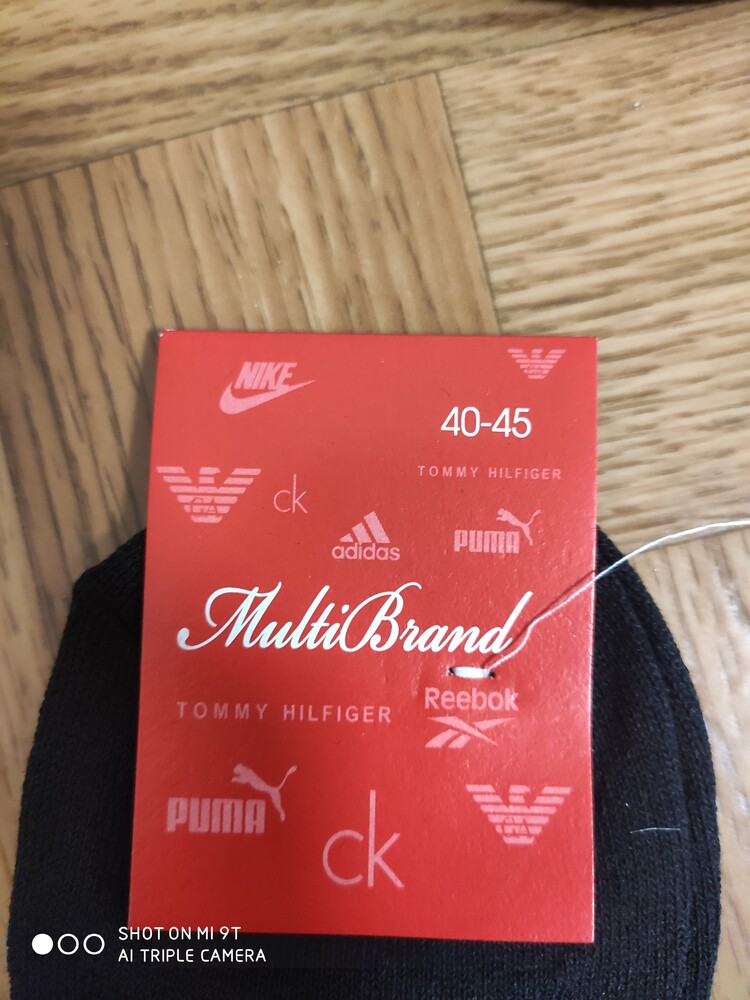 NIKE
40-45
TOMMY HILFIGER
ck
adidas
PUMA
MultiBrand
Reebok
TOMMY HILFIGER
PUMA
ck
SHOT ON MI 9T
AI TRIPLE CAMERA